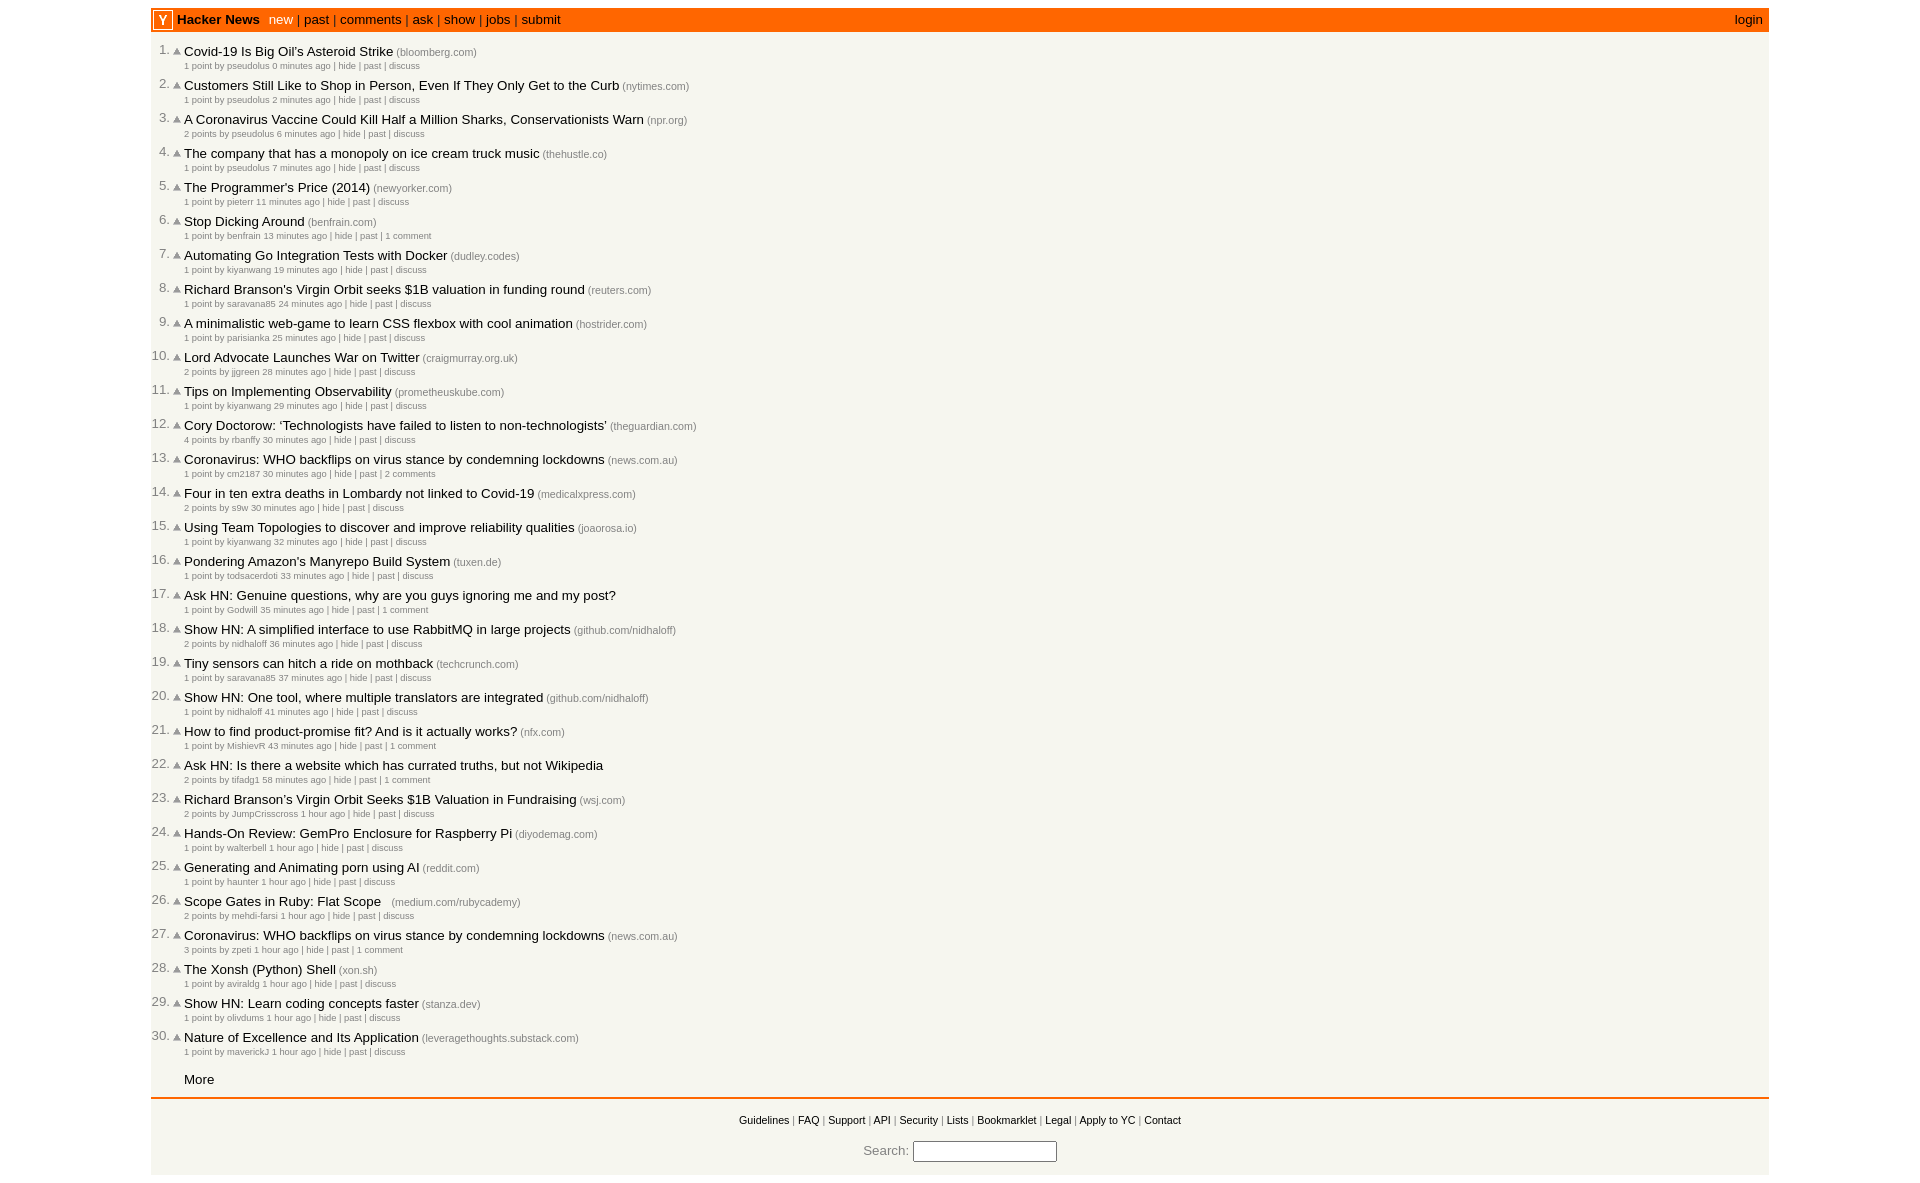 Y Hacker News new | past | comments | ask | show | jobs | submit login
1. Covid-19 Is Big Oil's Asteroid Strike (bloomberg.com)
1 point by pseudolus 0 minutes ago | hide | past | discuss
2. Customers Still Like to Shop in Person, Even If They Only Get to the Curb (nytimes.com)
1 point by pseudolus 2 minutes ago | hide | past | discuss
3. A Coronavirus Vaccine Could Kill Half a Million Sharks, Conservationists Warn (npr.org)
2 points by pseudolus 6 minutes ago | hide | past | discuss
4. The company that has a monopoly on ice cream truck music (thehustle.co)
1 point by pseudolus 7 minutes ago | hide | past | discuss
5. The Programmer's Price (2014) (newyorker.com)
1 point by pieterr 11 minutes ago | hide | past | discuss
6. Stop Dicking Around (benfrain.com)
1 point by benfrain 13 minutes ago | hide | past | 1 comment
7. Automating Go Integration Tests with Docker (dudley.codes)
1 point by kiyanwang 19 minutes ago | hide | past | discuss
8. Richard Branson's Virgin Orbit seeks $1B valuation in funding round (reuters.com)
1 point by saravana85 24 minutes ago | hide | past | discuss
9. A minimalistic web-game to learn CSS flexbox with cool animation (hostrider.com)
1 point by parisianka 25 minutes ago | hide | past | discuss
10. Lord Advocate Launches War on Twitter (craigmurray.org.uk)
2 points by jjgreen 28 minutes ago | hide | past | discuss
11. Tips on Implementing Observability (prometheuskube.com)
1 point by kiyanwang 29 minutes ago | hide | past | discuss
12. Cory Doctorow: ‘Technologists have failed to listen to non-technologists’ (theguardian.com)
4 points by rbanffy 30 minutes ago | hide | past | discuss
13. Coronavirus: WHO backflips on virus stance by condemning lockdowns (news.com.au)
1 point by cm2187 30 minutes ago | hide | past | 2 comments
14. Four in ten extra deaths in Lombardy not linked to Covid-19 (medicalxpress.com)
2 points by s9w 30 minutes ago | hide | past | discuss
15. Using Team Topologies to discover and improve reliability qualities (joaorosa.io)
1 point by kiyanwang 32 minutes ago | hide | past | discuss
16. Pondering Amazon's Manyrepo Build System (tuxen.de)
1 point by todsacerdoti 33 minutes ago | hide | past | discuss
17. Ask HN: Genuine questions, why are you guys ignoring me and my post?
1 point by Godwill 35 minutes ago | hide | past | 1 comment
18. Show HN: A simplified interface to use RabbitMQ in large projects (github.com/nidhaloff)
2 points by nidhaloff 36 minutes ago | hide | past | discuss
19. Tiny sensors can hitch a ride on mothback (techcrunch.com)
1 point by saravana85 37 minutes ago | hide | past | discuss
20. Show HN: One tool, where multiple translators are integrated (github.com/nidhaloff)
1 point by nidhaloff 41 minutes ago | hide | past | discuss
21. How to find product-promise fit? And is it actually works? (nfx.com)
1 point by MishievR 43 minutes ago | hide | past | 1 comment
22. Ask HN: Is there a website which has currated truths, but not Wikipedia
2 points by tifadg1 58 minutes ago | hide | past | 1 comment
23. Richard Branson’s Virgin Orbit Seeks $1B Valuation in Fundraising (wsj.com)
2 points by JumpCrisscross 1 hour ago | hide | past | discuss
24. Hands-On Review: GemPro Enclosure for Raspberry Pi (diyodemag.com)
1 point by walterbell 1 hour ago | hide | past | discuss
25. Generating and Animating porn using AI (reddit.com)
1 point by haunter 1 hour ago | hide | past | discuss
26. Scope Gates in Ruby: Flat Scope (medium.com/rubycademy)
2 points by mehdi-farsi 1 hour ago | hide | past | discuss
27. Coronavirus: WHO backflips on virus stance by condemning lockdowns (news.com.au)
3 points by zpeti 1 hour ago | hide | past | 1 comment
28. The Xonsh (Python) Shell (xon.sh)
1 point by aviraldg 1 hour ago | hide | past | discuss
29. Show HN: Learn coding concepts faster (stanza.dev)
1 point by olivdums 1 hour ago | hide | past | discuss
30. Nature of Excellence and Its Application (leveragethoughts.substack.com)
1 point by maverickJ 1 hour ago | hide | past | discuss
More
Guidelines | FAQ | Support | API | Security | Lists | Bookmarklet | Legal | Apply to YC | Contact
Search: